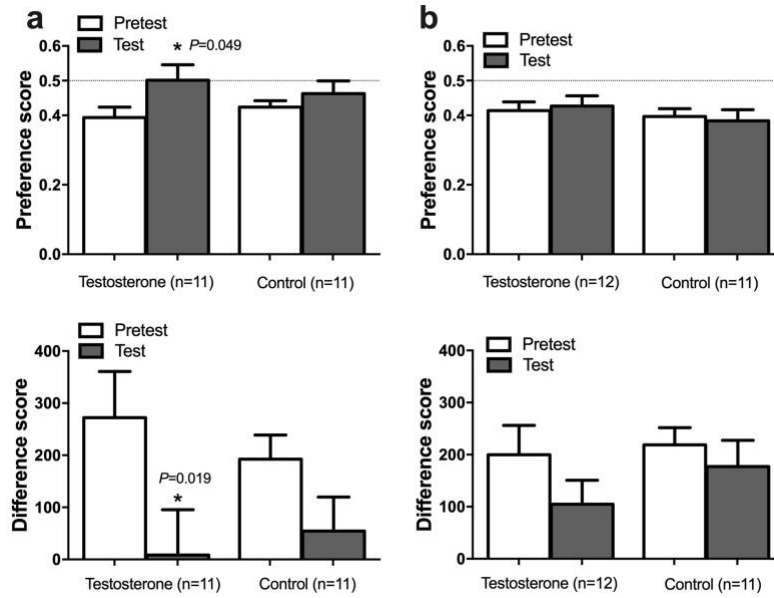 a
Pretest
Test
* P=0.049
Preference score
0.6
0.5
0.4
0.2
0.0
Testosterone (n=11)
Control (n=11)
b
Pretest
Test
Preference score
0.6
0.5
0.4
0.2
0.0
Testosterone (n=12)
Control (n=11)
Pretest
Test
Difference score
400
300
200
100
0
P=0.019
*
Testosterone (n=11)
Control (n=11)
Pretest
Test
Difference score
400
300
200
100
0
Testosterone (n=12)
Control (n=11)